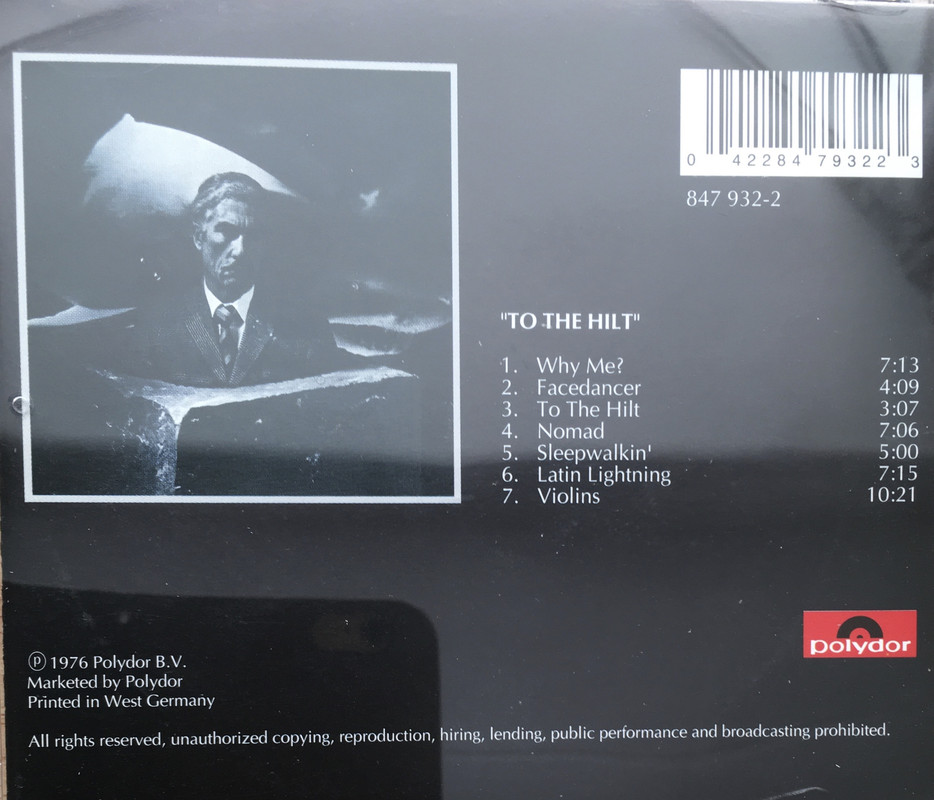 0 42284 79322 3
847 932-2
"TO THE HILT"
1. Why Me? 7:13
2. Facedancer 4:09
3. To The Hilt 3:07
4. Nomad 7:06
5. Sleepwalkin' 5:00
6. Latin Lightning 7:15
7. Violins 10:21
polydor
℗ 1976 Polydor B.V.
Marketed by Polydor
Printed in West Germany
All rights reserved, unauthorized copying, reproduction, hiring, lending, public performance and broadcasting prohibited.